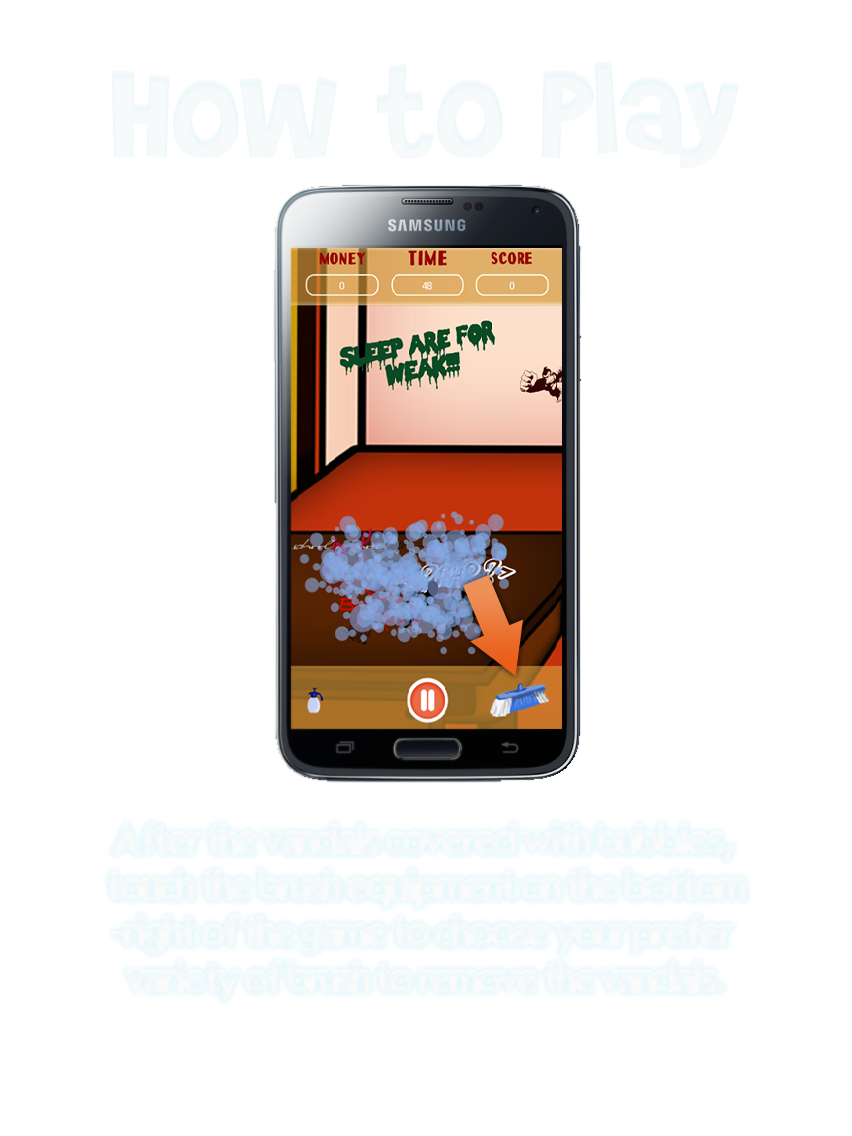 How to Play
SAMSUNG
MONEY TIME SCORE
0 48 0
SLEEP ARE FOR
WEAK!!!
After the vandals covered with bubbles,
touch the brush equipment on the bottom
-right of the game to choose your prefer
variety of brush to remove the vandals.